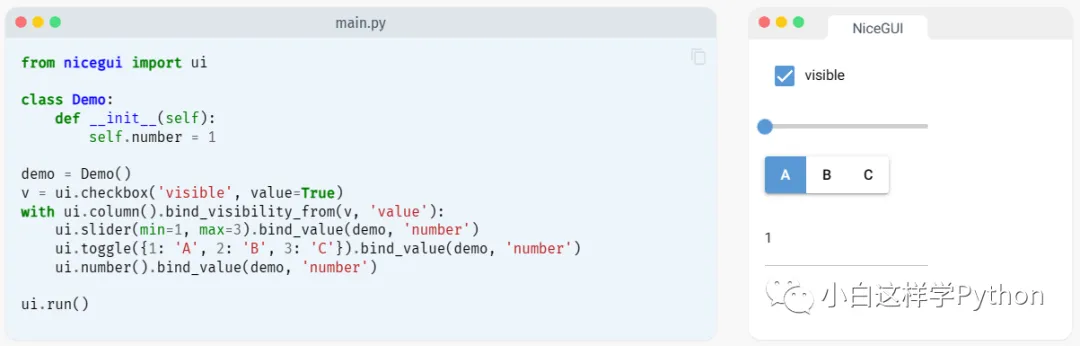 main.py
from nicegui import ui
class Demo:
    def __init__(self):
        self.number = 1
demo = Demo()
v = ui.checkbox('visible', value=True)
with ui.column().bind_visibility_from(v, 'value'):
    ui.slider(min=1, max=3).bind_value(demo, 'number')
    ui.toggle({1: 'A', 2: 'B', 3: 'C'}).bind_value(demo, 'number')
    ui.number().bind_value(demo, 'number')
ui.run()
NiceGUI
visible
A B C
1
小白这样学Python